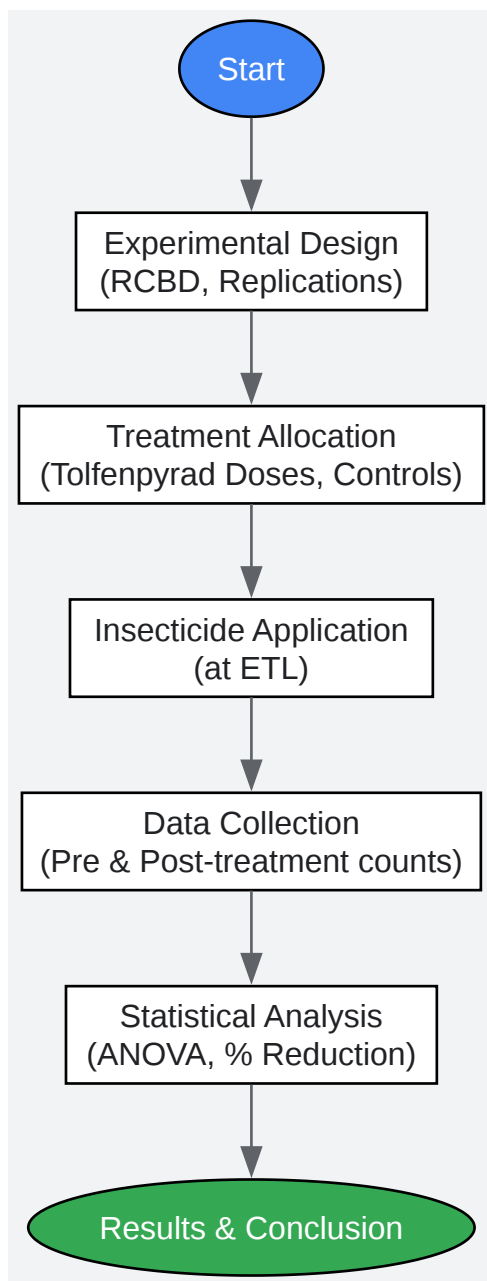 Start
Experimental Design
(RCBD, Replications)
Treatment Allocation
(Tolfenpyrad Doses, Controls)
Insecticide Application
(at ETL)
Data Collection
(Pre & Post-treatment counts)
Statistical Analysis
(ANOVA, % Reduction)
Results & Conclusion